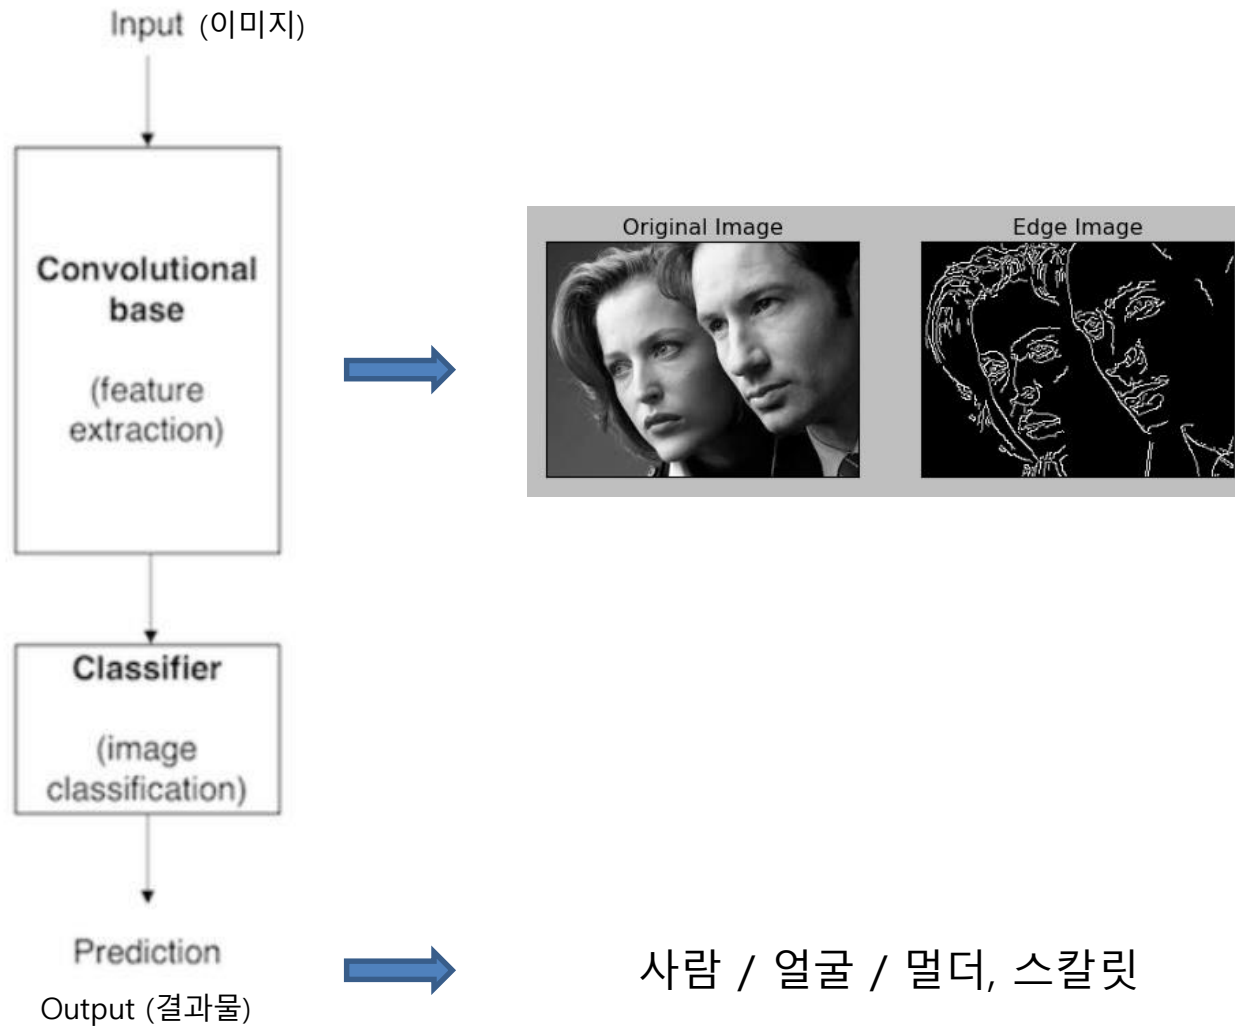 Input (이미지)
Convolutional
base
(feature
extraction)
Original Image
Edge Image
Classifier
(image
classification)
Prediction
Output (결과물)
사람 / 얼굴 / 멀더, 스칼릿